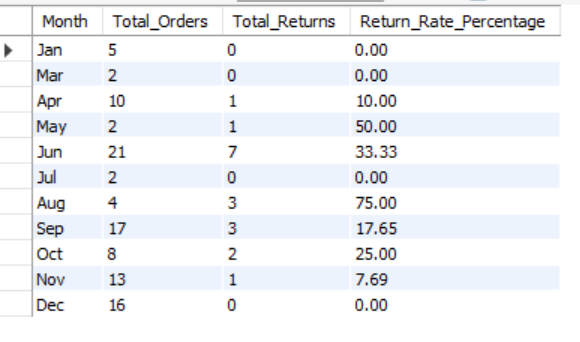 Month Total_Orders Total_Returns Return_Rate_Percentage
Jan 5 0 0.00
Mar 2 0 0.00
Apr 10 1 10.00
May 2 1 50.00
Jun 21 7 33.33
Jul 2 0 0.00
Aug 4 3 75.00
Sep 17 3 17.65
Oct 8 2 25.00
Nov 13 1 7.69
Dec 16 0 0.00